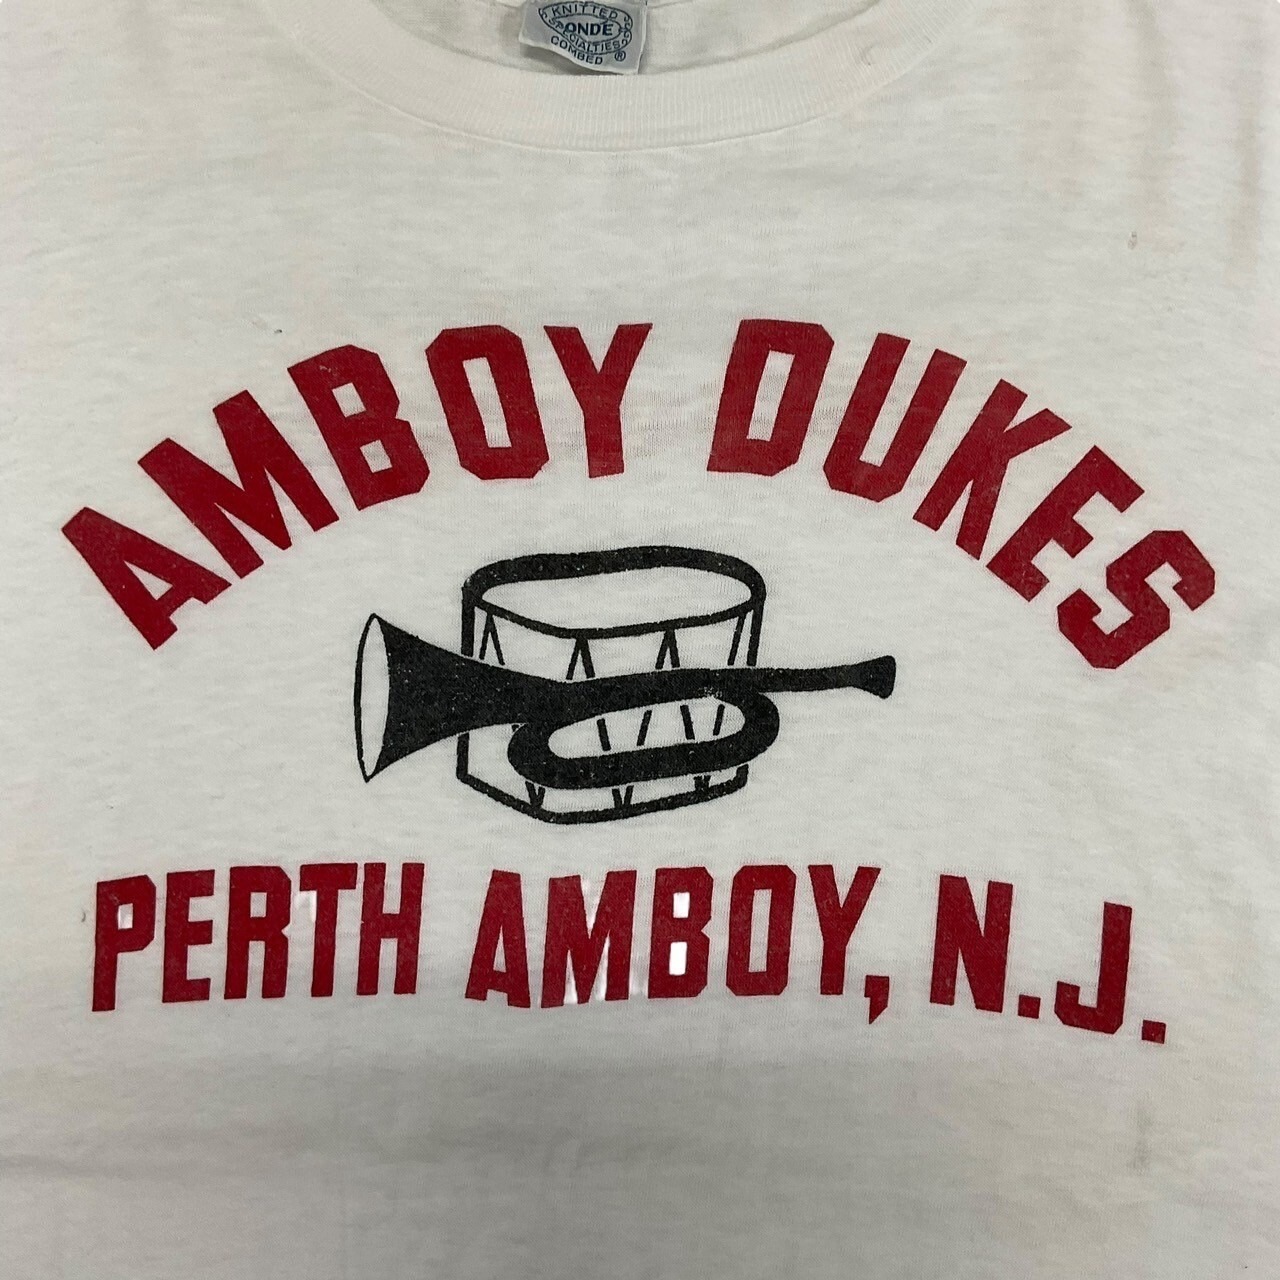 KNITTED
ONDE
SPECIALTIES
COMBED ®
AMBOY DUKES
PERTH AMBOY, N.J.